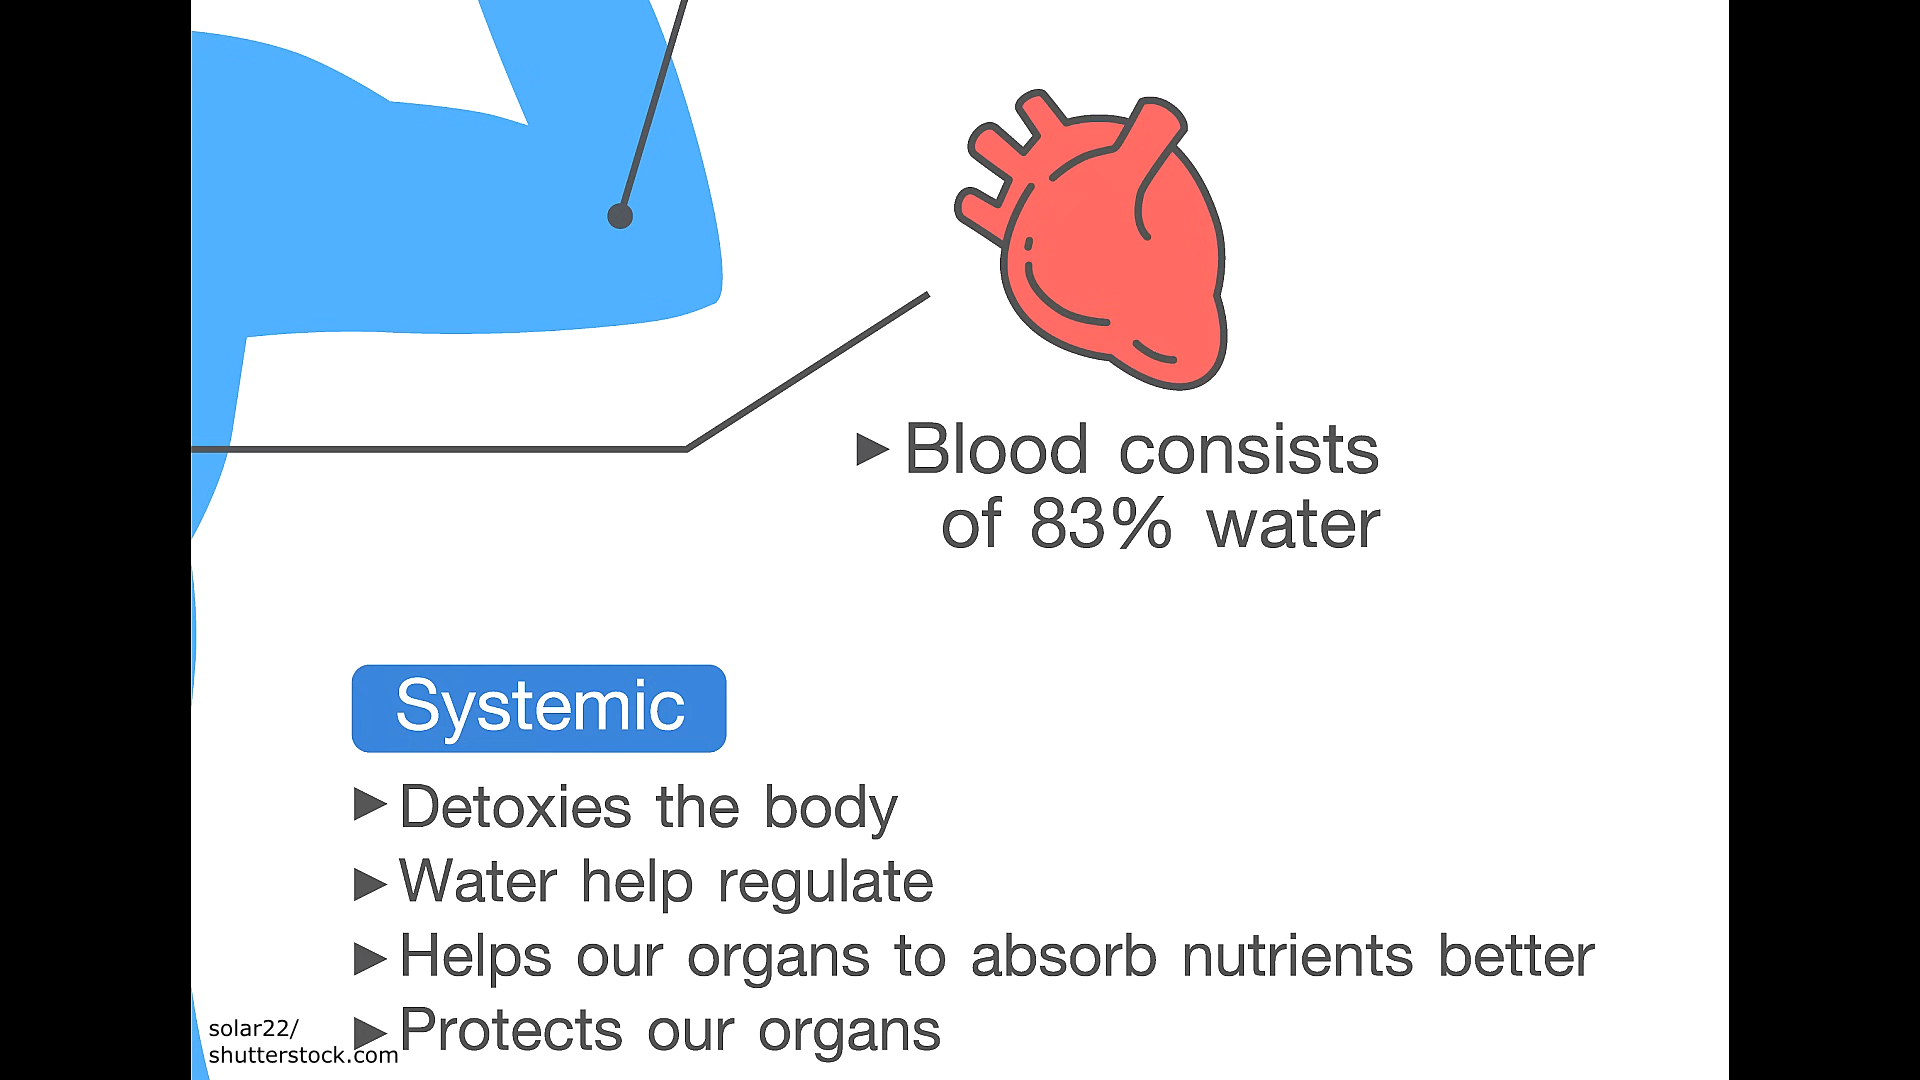 ► Blood consists
of 83% water
Systemic
► Detoxies the body
► Water help regulate
► Helps our organs to absorb nutrients better
► Protects our organs
solar22/
shutterstock.com